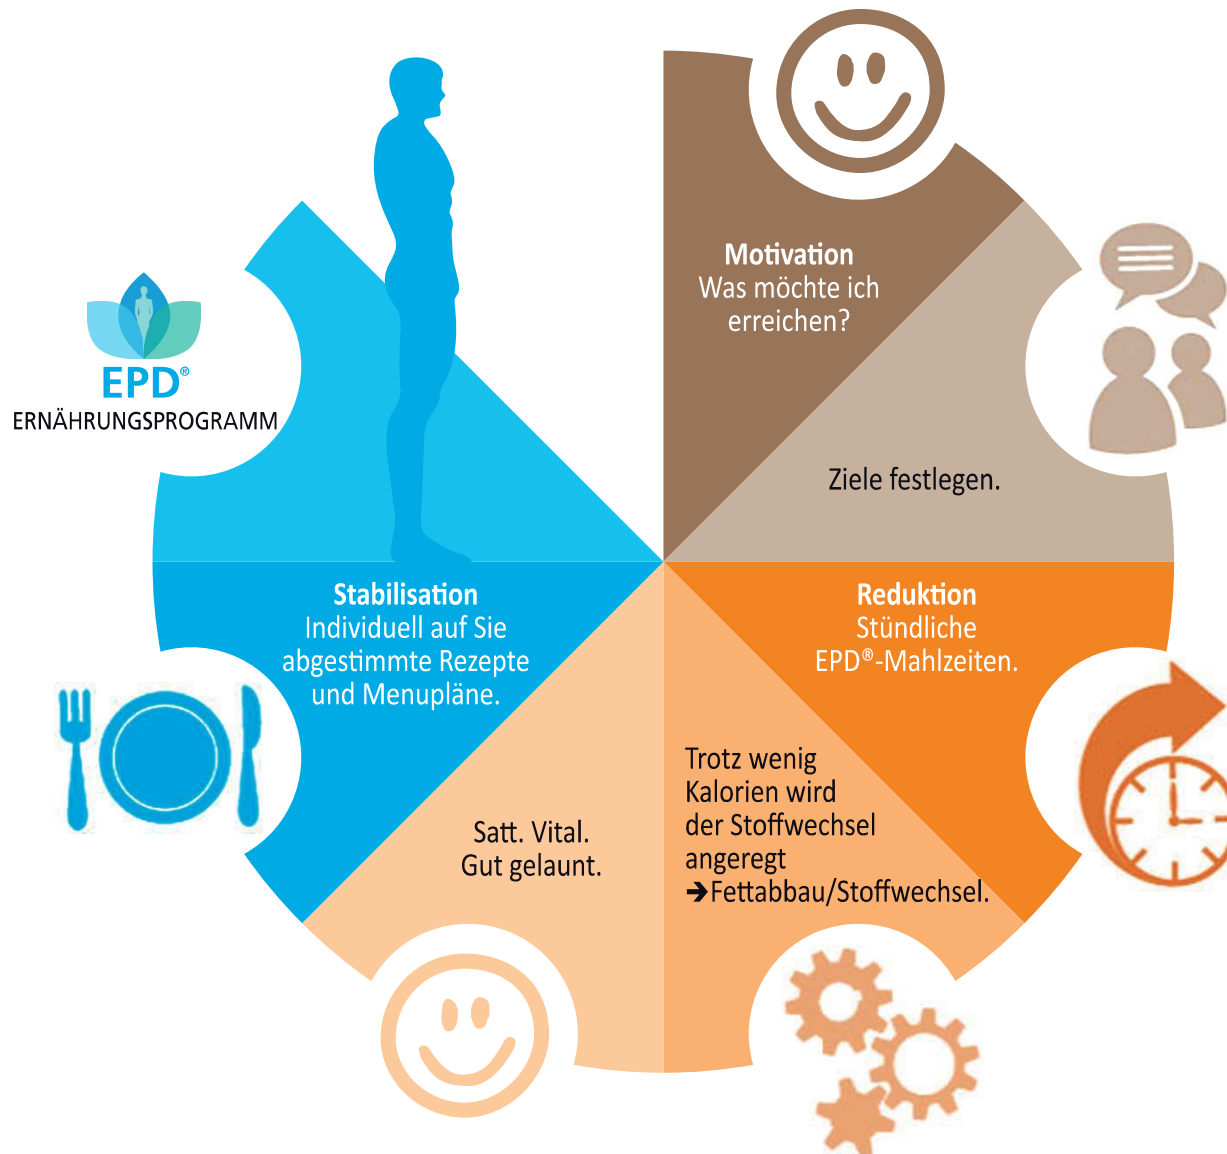 Motivation
Was möchte ich
erreichen?
Ziele festlegen.
Reduktion
Stündliche
EPD®-Mahlzeiten.
Trotz wenig
Kalorien wird
der Stoffwechsel
angeregt
➔Fettabbau/Stoffwechsel.
Satt. Vital.
Gut gelaunt.
Stabilisation
Individuell auf Sie
abgestimmte Rezepte
und Menupläne.
EPD®
ERNÄHRUNGSPROGRAMM